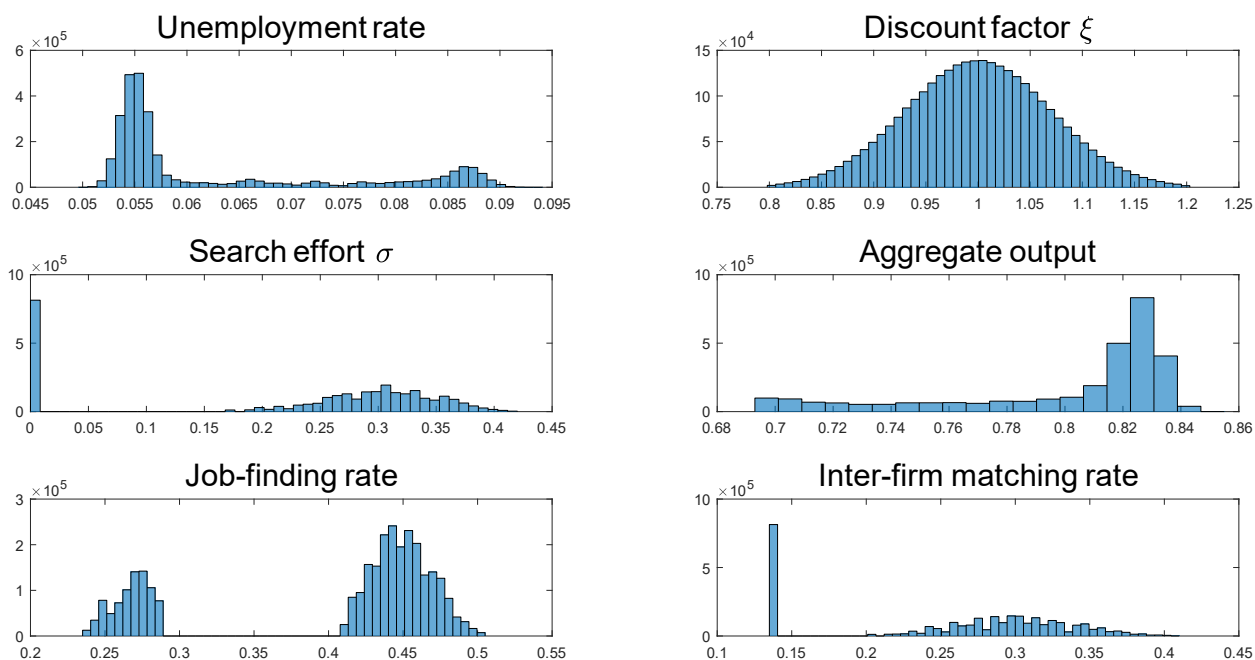 Unemployment rate
× 10^5
6
4
2
0
0.045 0.05 0.055 0.06 0.065 0.07 0.075 0.08 0.085 0.09 0.095
Discount factor ξ
× 10^4
15
10
5
0
0.75 0.8 0.85 0.9 0.95 1 1.05 1.1 1.15 1.2 1.25
Search effort σ
× 10^5
10
5
0
0 0.05 0.1 0.15 0.2 0.25 0.3 0.35 0.4 0.45
Aggregate output
× 10^5
10
5
0
0.68 0.7 0.72 0.74 0.76 0.78 0.8 0.82 0.84 0.86
Job-finding rate
× 10^5
3
2
1
0
0.2 0.25 0.3 0.35 0.4 0.45 0.5 0.55
Inter-firm matching rate
× 10^5
10
5
0
0.1 0.15 0.2 0.25 0.3 0.35 0.4 0.45